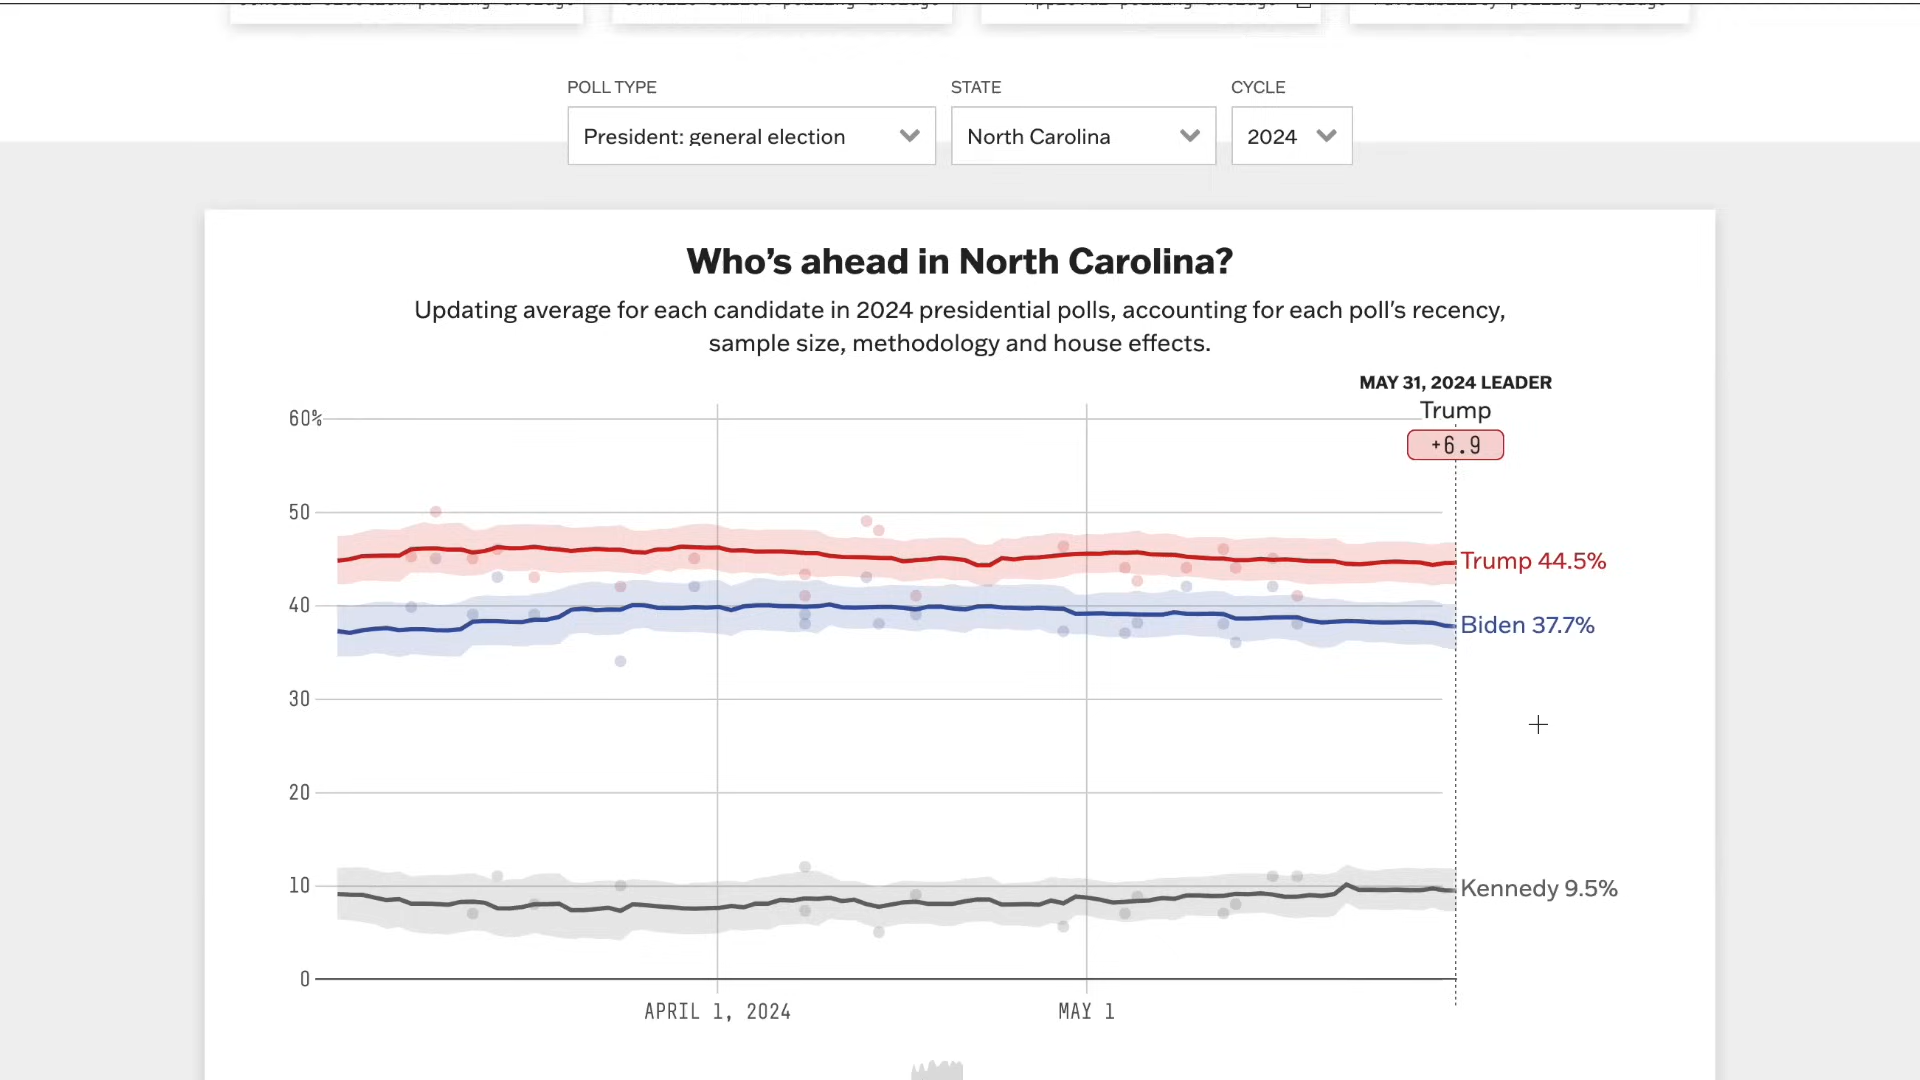 POLL TYPE
STATE
CYCLE
President: general election
North Carolina
2024
Who's ahead in North Carolina?
Updating average for each candidate in 2024 presidential polls, accounting for each poll's recency,
sample size, methodology and house effects.
MAY 31, 2024 LEADER
Trump
+6.9
60%
50
40
30
20
10
0
Trump 44.5%
Biden 37.7%
Kennedy 9.5%
APRIL 1, 2024
MAY 1